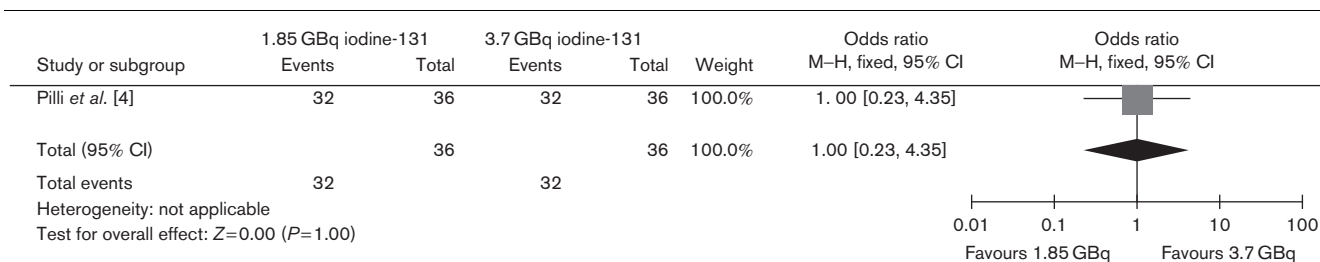 1.85 GBq iodine-131 3.7 GBq iodine-131 Odds ratio Odds ratio
Study or subgroup Events Total Events Total Weight M–H, fixed, 95% CI M–H, fixed, 95% CI
Pilli et al. [4] 32 36 32 36 100.0% 1. 00 [0.23, 4.35]
Total (95% CI) 36 36 100.0% 1.00 [0.23, 4.35]
Total events 32 32
Heterogeneity: not applicable
Test for overall effect: Z=0.00 (P=1.00)
0.01 0.1 1 10 100
Favours 1.85 GBq Favours 3.7 GBq